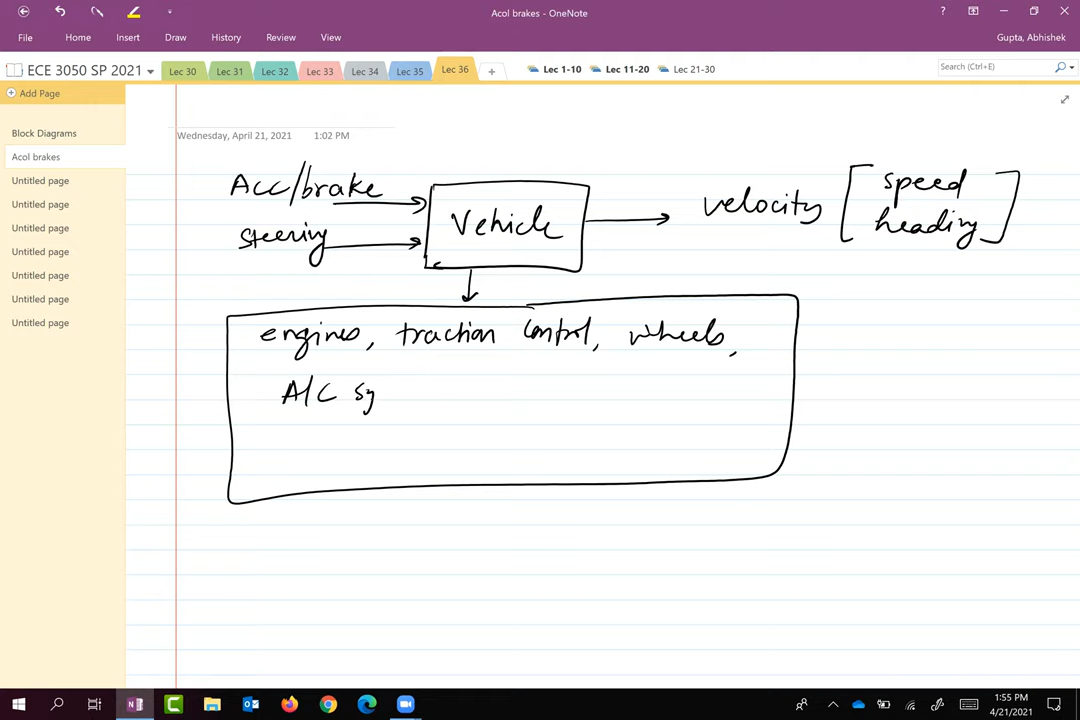 Acol brakes - OneNote
?
Gupta, Abhishek
File Home Insert Draw History Review View
ECE 3050 SP 2021 Lec 30 Lec 31 Lec 32 Lec 33 Lec 34 Lec 35 Lec 36 + Lec 1-10 Lec 11-20 Lec 21-30 Search (Ctrl+E)
Add Page
Block Diagrams
Acol brakes
Untitled page
Untitled page
Untitled page
Untitled page
Untitled page
Untitled page
Untitled page
Wednesday, April 21, 2021 1:02 PM
Acc/brake
steering
Vehicle
velocity
speed
heading
engines, traction control, wheels,
A/C sy
1:55 PM
4/21/2021